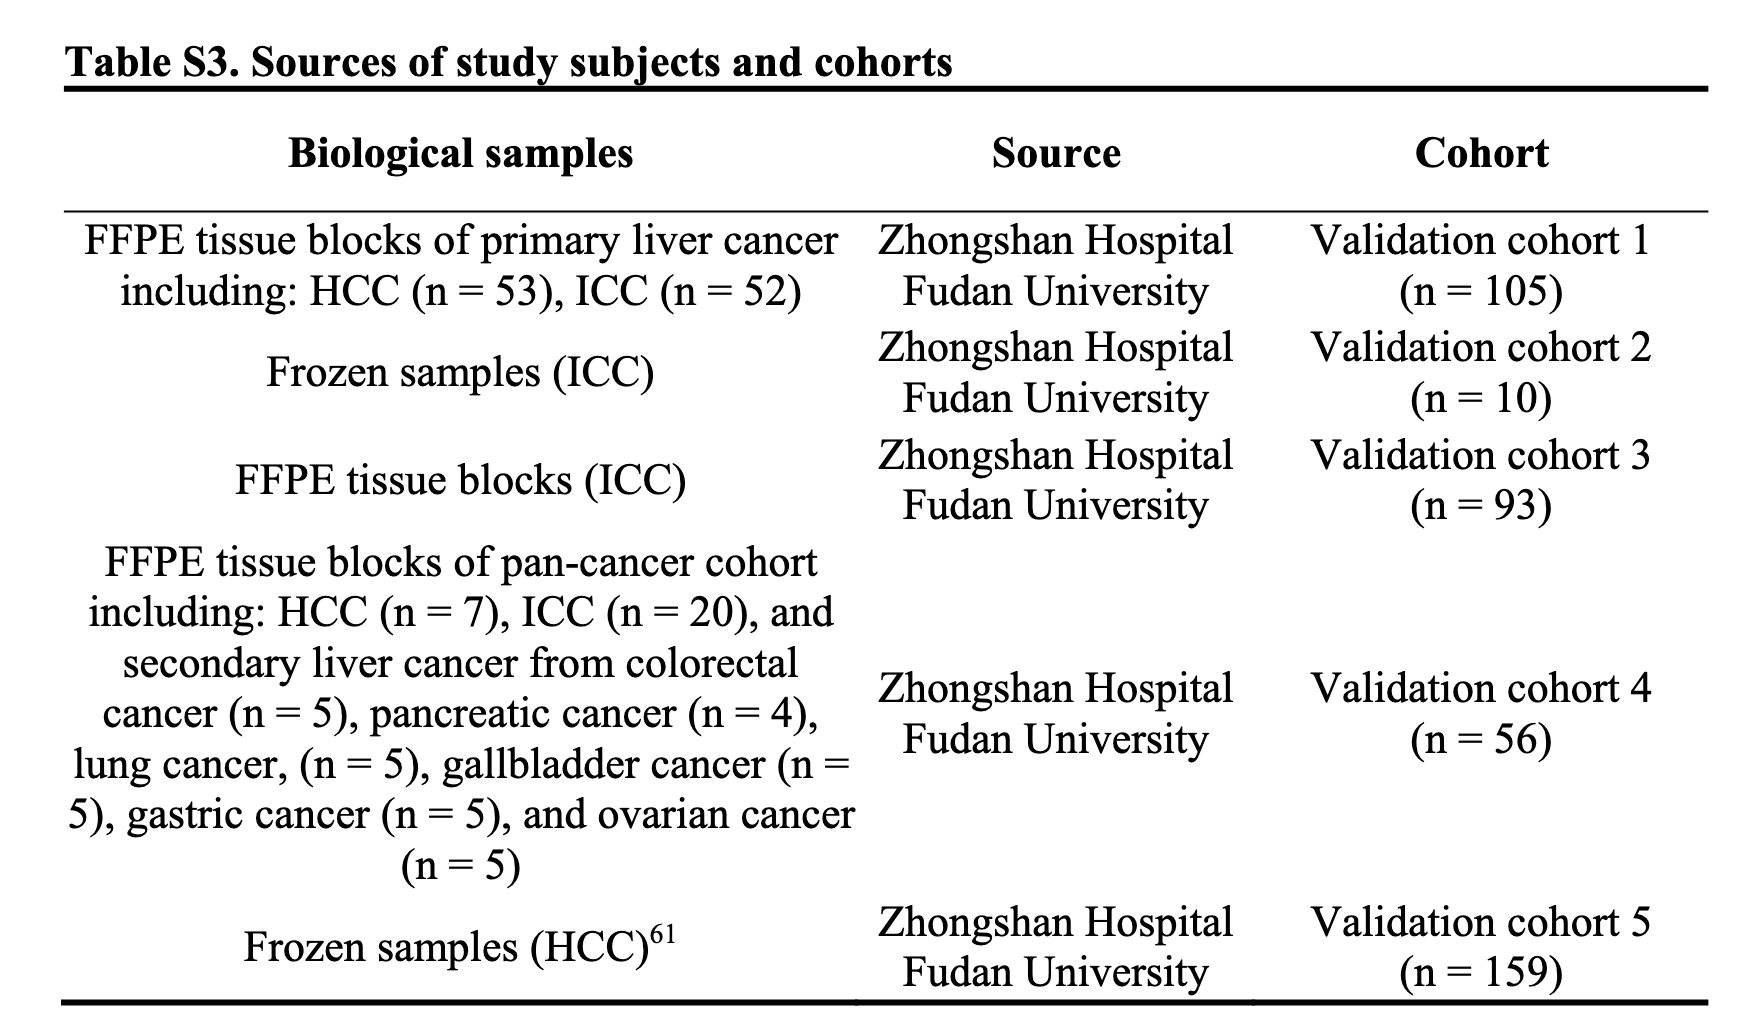 Table S3. Sources of study subjects and cohorts
Biological samples Source Cohort
FFPE tissue blocks of primary liver cancer
including: HCC (n = 53), ICC (n = 52)
Zhongshan Hospital
Fudan University
Validation cohort 1
(n = 105)
Frozen samples (ICC)
Zhongshan Hospital
Fudan University
Validation cohort 2
(n = 10)
FFPE tissue blocks (ICC)
Zhongshan Hospital
Fudan University
Validation cohort 3
(n = 93)
FFPE tissue blocks of pan-cancer cohort
including: HCC (n = 7), ICC (n = 20), and
secondary liver cancer from colorectal
cancer (n = 5), pancreatic cancer (n = 4),
lung cancer, (n = 5), gallbladder cancer (n =
5), gastric cancer (n = 5), and ovarian cancer
(n = 5)
Zhongshan Hospital
Fudan University
Validation cohort 4
(n = 56)
Frozen samples (HCC)61
Zhongshan Hospital
Fudan University
Validation cohort 5
(n = 159)